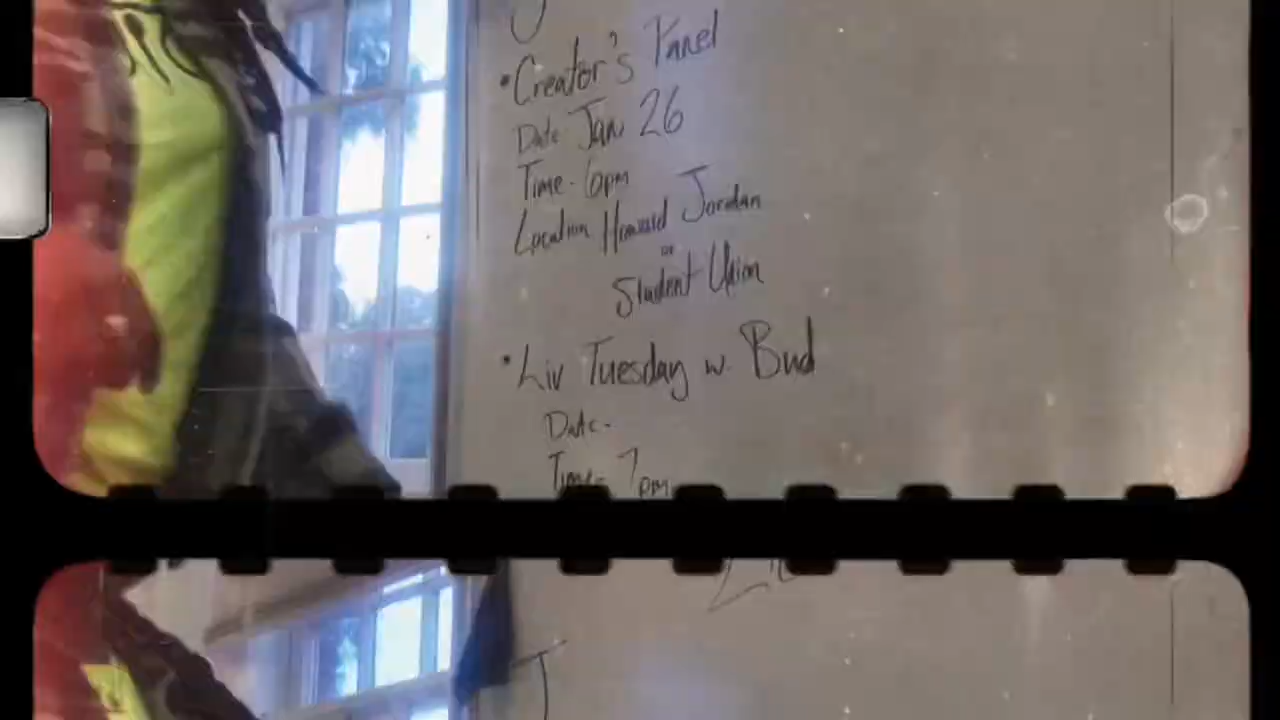 • Creator's Panel
Date Jan 26
Time - 6pm
Location Howard Jordan
or
Student Union
• Liv Tuesday w. Bud
Date -
Time - 7pm